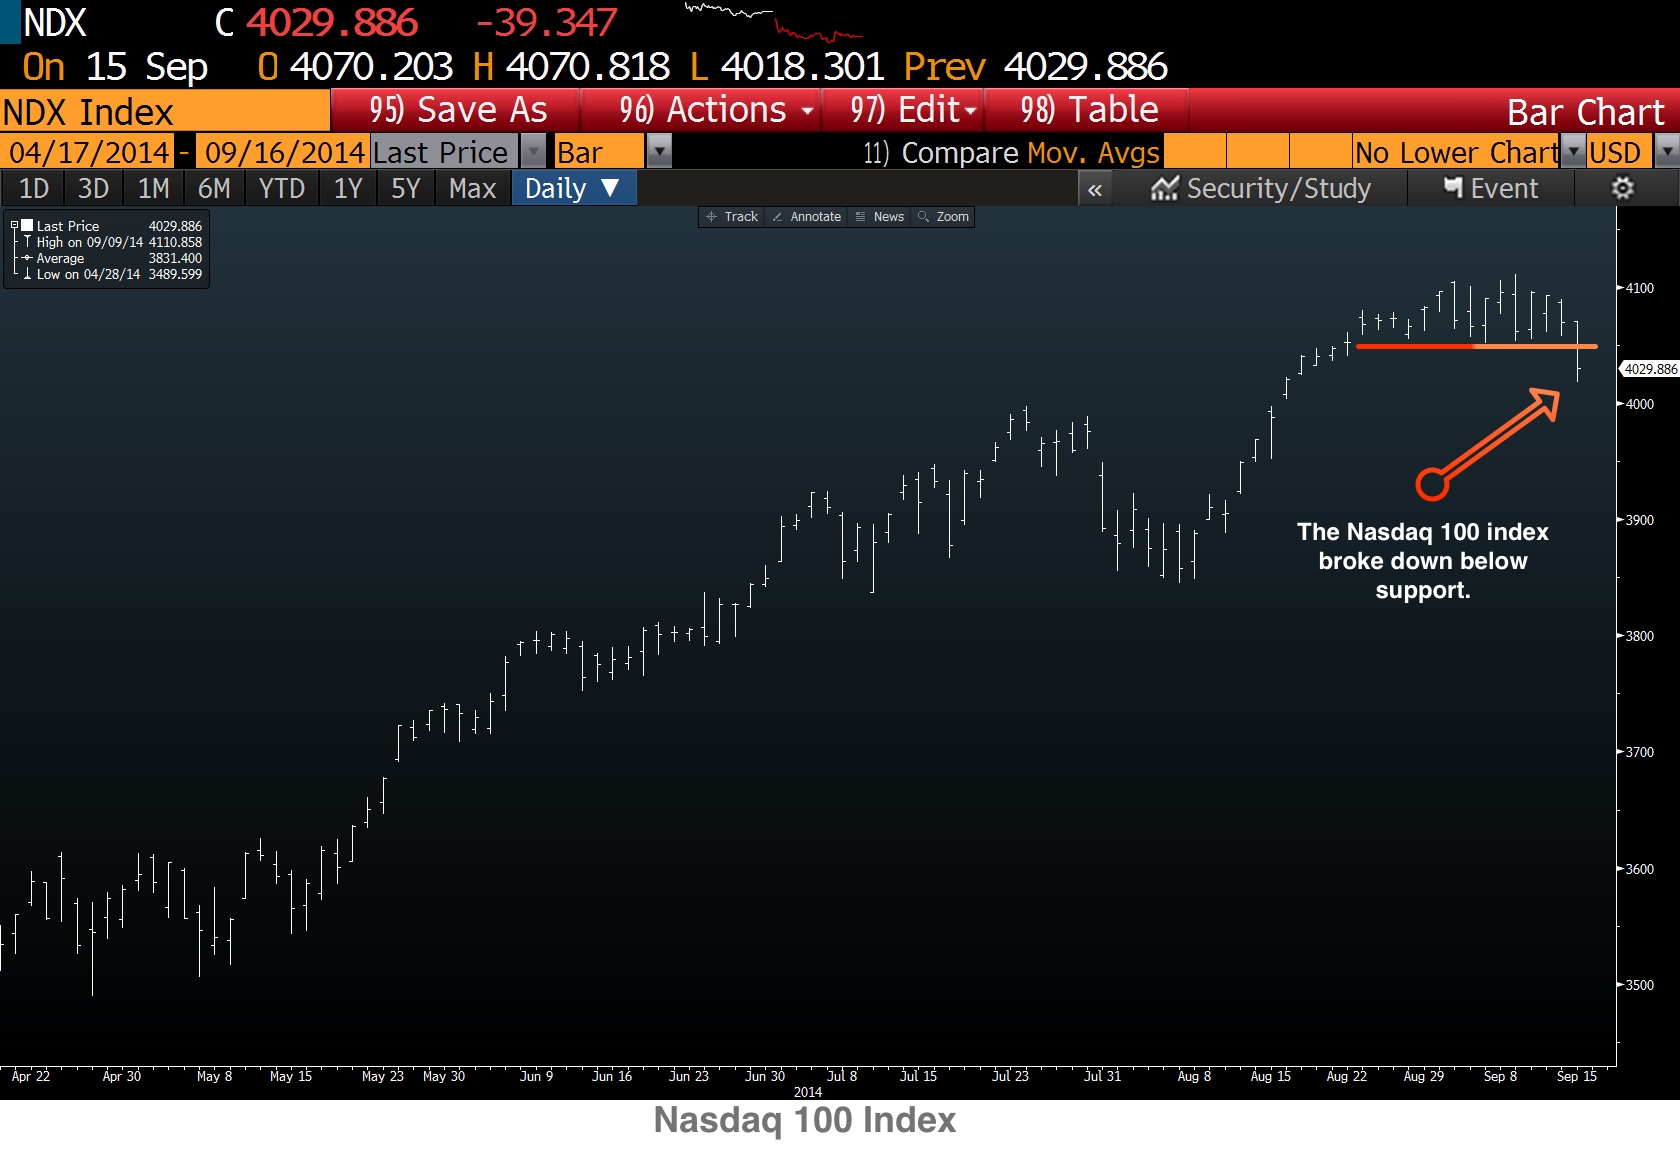 NDX C 4029.886 -39.347
On 15 Sep O 4070.203 H 4070.818 L 4018.301 Prev 4029.886
NDX Index 95) Save As 96) Actions 97) Edit 98) Table Bar Chart
04/17/2014 - 09/16/2014 Last Price Bar 11) Compare Mov. Avgs No Lower Chart USD
1D 3D 1M 6M YTD 1Y 5Y Max Daily ▼ « Security/Study Event
Track Annotate News Zoom
Last Price 4029.886
High on 09/09/14 4110.858
Average 3831.400
Low on 04/28/14 3489.599
4100
4029.886
4000
3900
The Nasdaq 100 index
broke down below
support.
3800
3700
3600
3500
Apr 22 Apr 30 May 8 May 15 May 23 May 30 Jun 9 Jun 16 Jun 23 Jun 30 Jul 8 Jul 15 Jul 23 Jul 31 Aug 8 Aug 15 Aug 22 Aug 29 Sep 8 Sep 15
2014
Nasdaq 100 Index